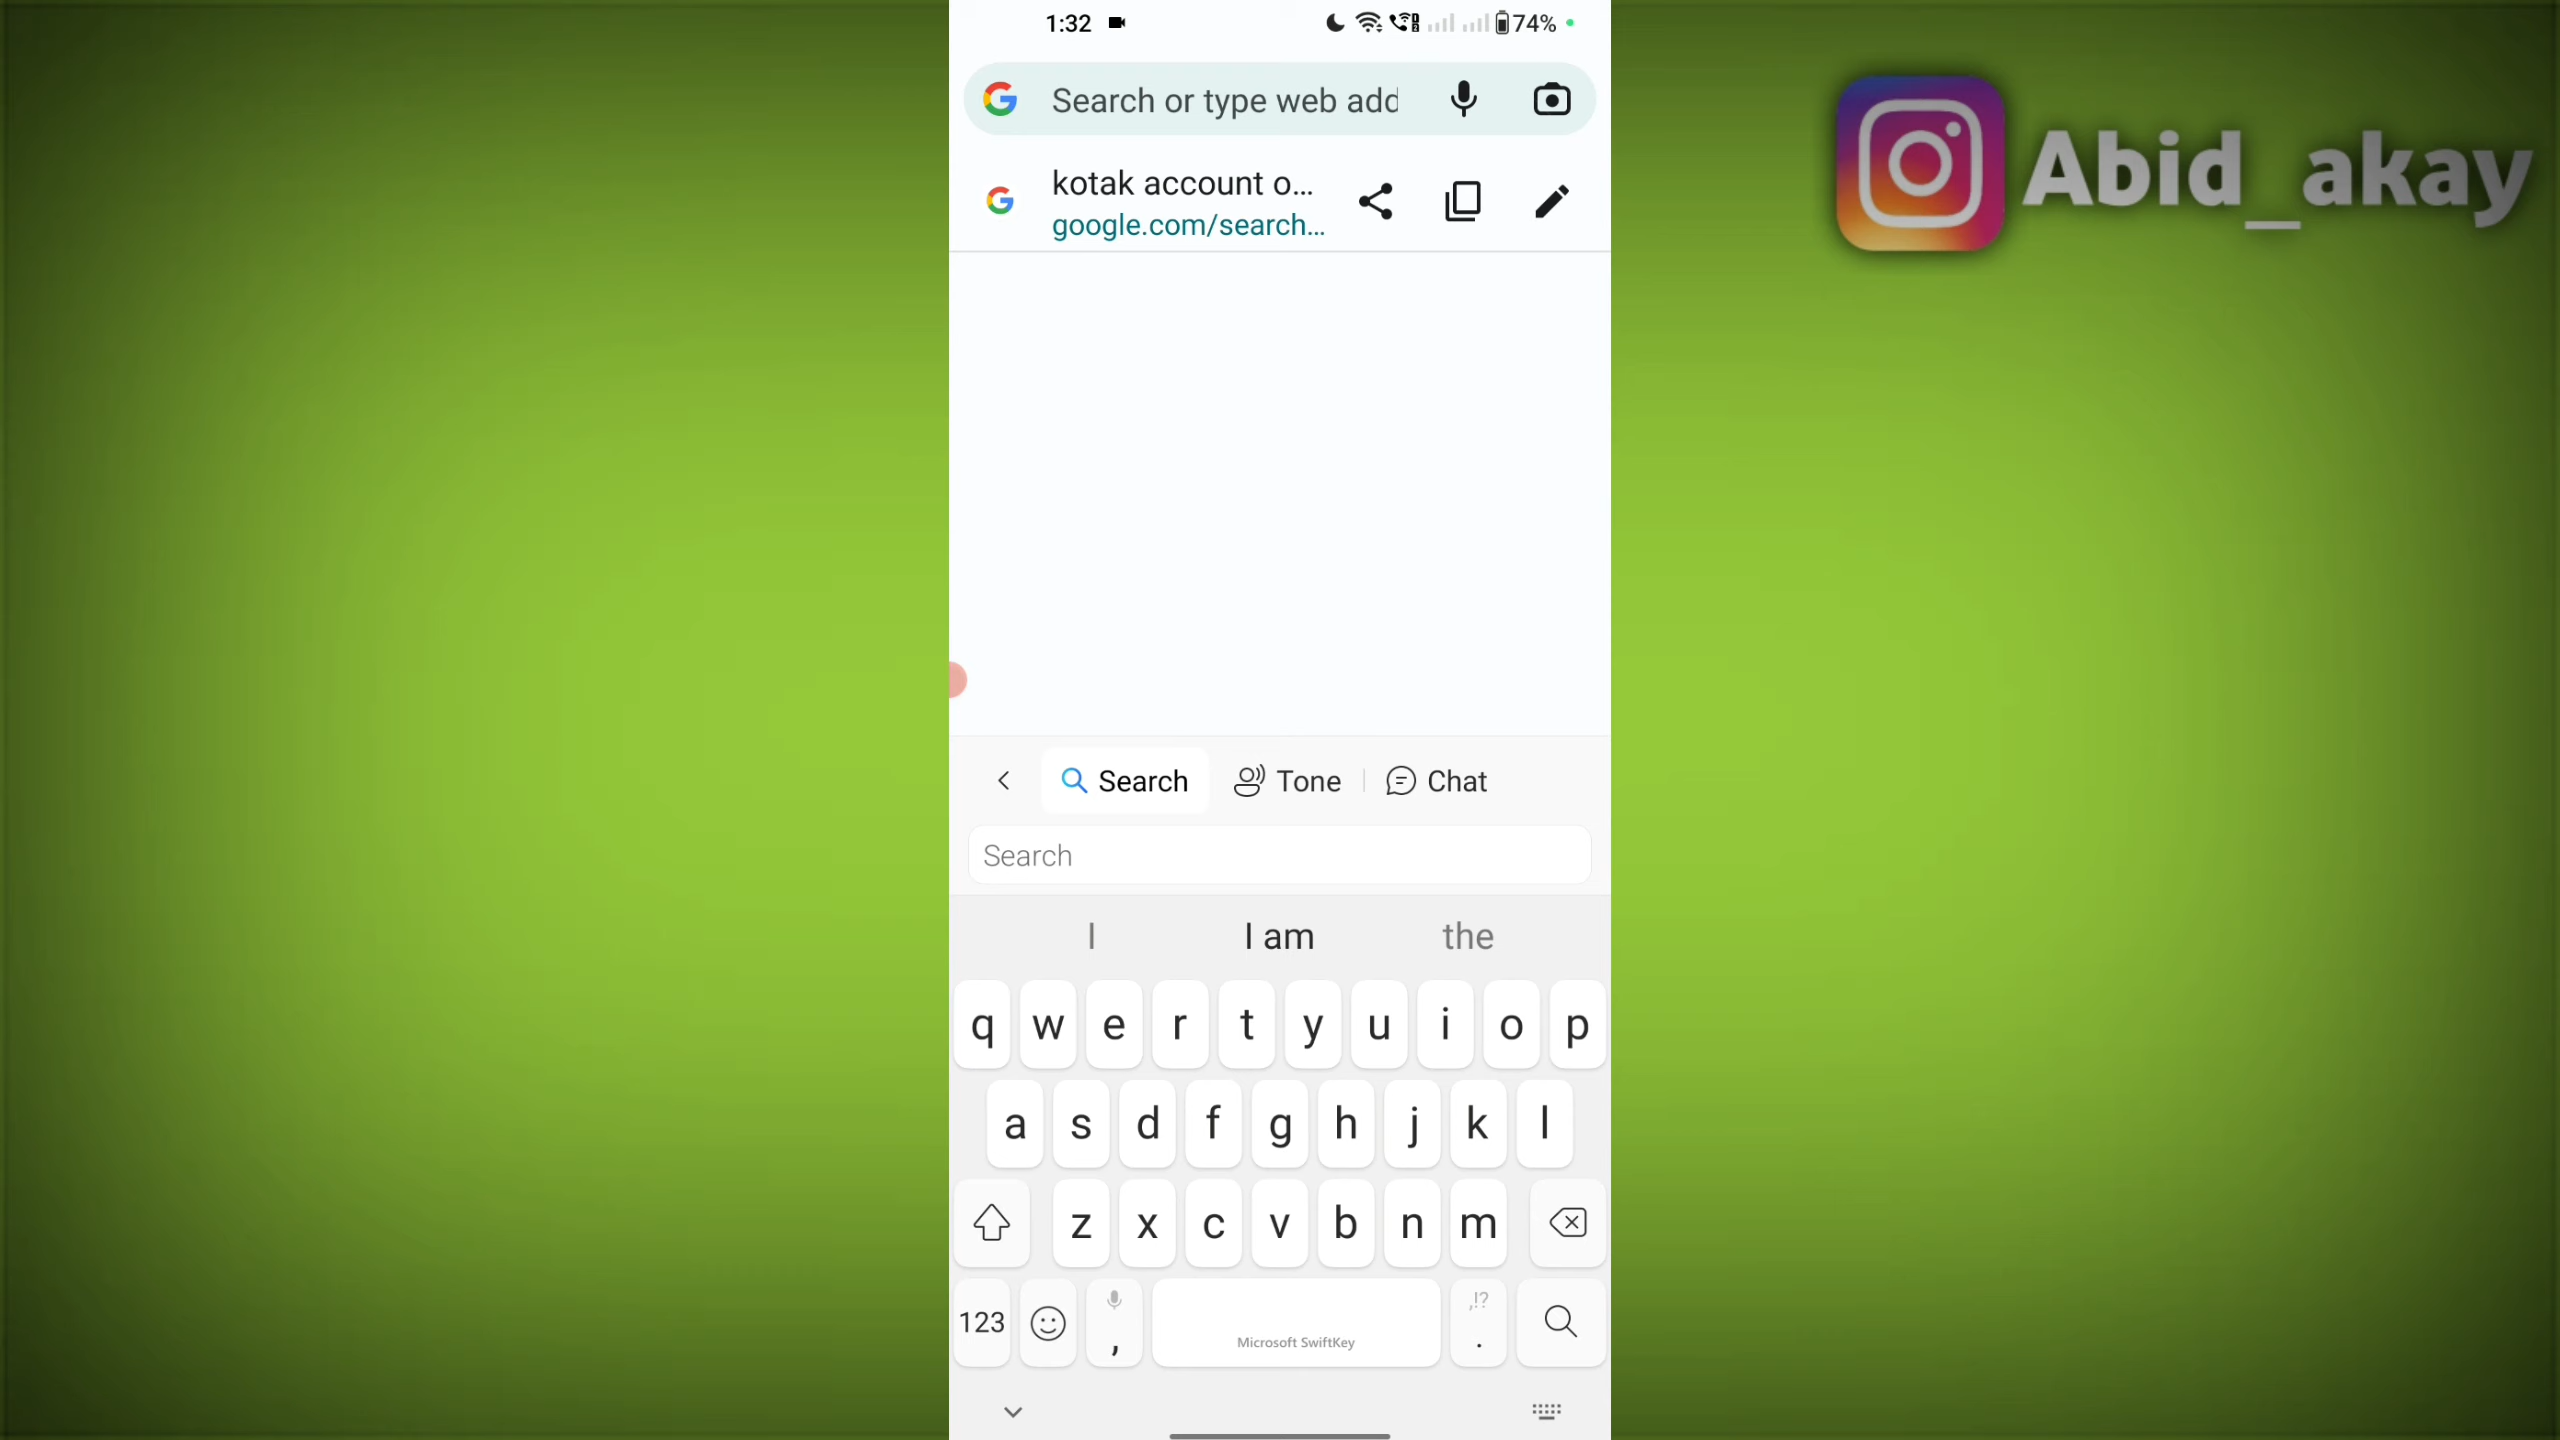 1:32
74%
Search or type web add
kotak account o...
google.com/search...
Abid_akay
Search
Tone
Chat
Search
I
I am
the
q w e r t y u i o p
a s d f g h j k l
z x c v b n m
123
,
Microsoft SwiftKey
,!?
.